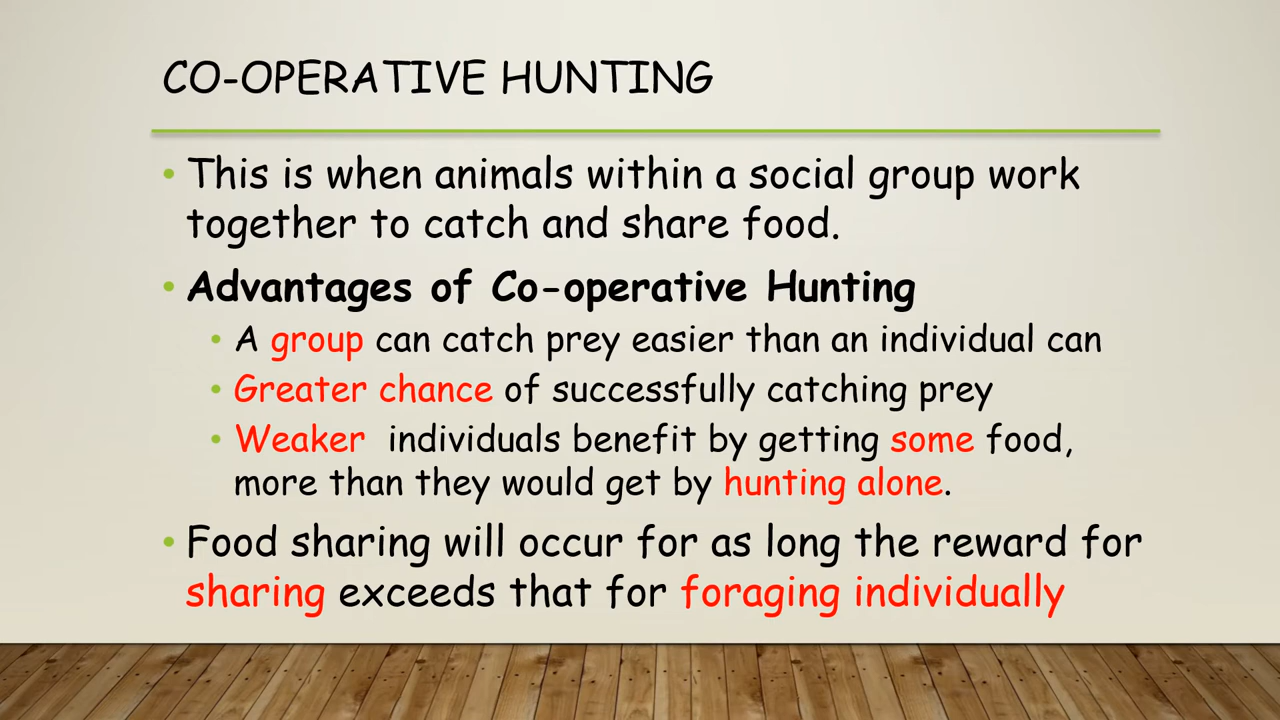 CO-OPERATIVE HUNTING
• This is when animals within a social group work
together to catch and share food.
• Advantages of Co-operative Hunting
• A group can catch prey easier than an individual can
• Greater chance of successfully catching prey
• Weaker individuals benefit by getting some food,
more than they would get by hunting alone.
• Food sharing will occur for as long the reward for
sharing exceeds that for foraging individually